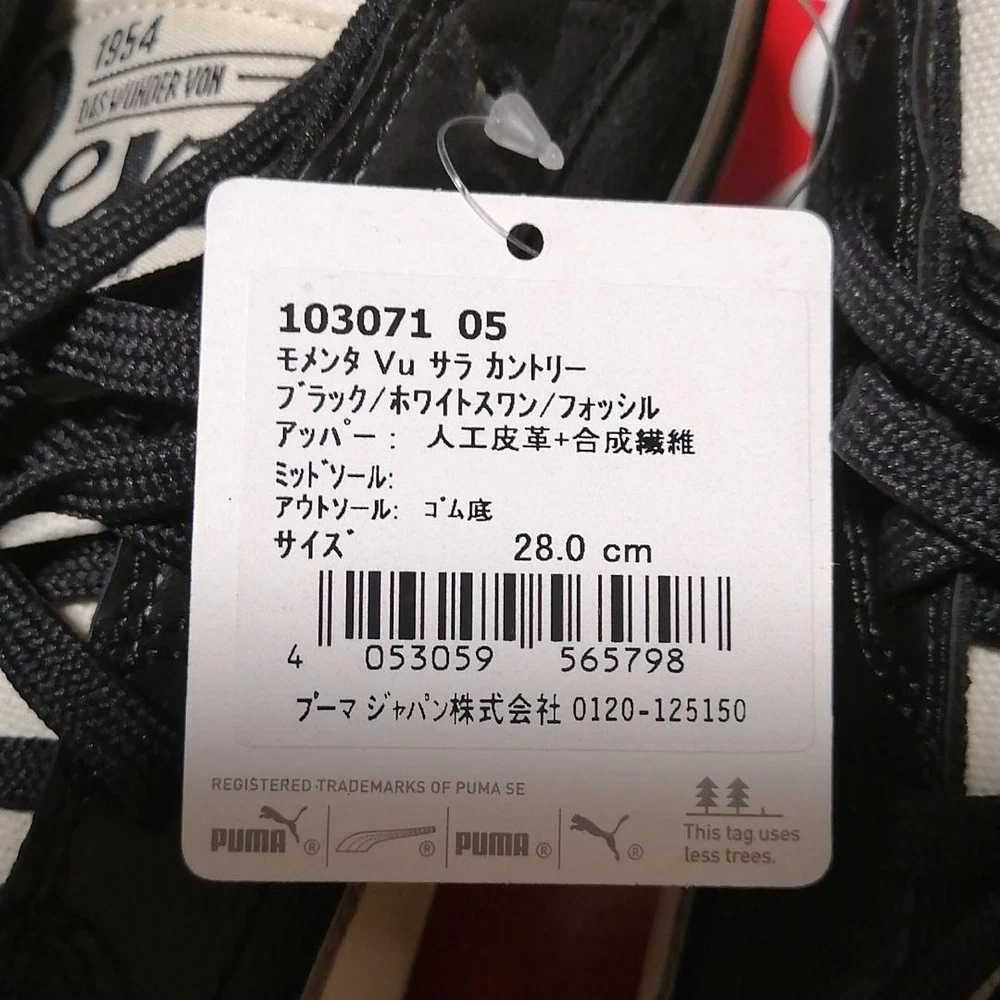 1954
DAS WUNDER VON
103071 05
モメンタ Vu サラ カントリー
ブラック/ホワイトスワン/フォッシル
アッパー: 人工皮革+合成繊維
ミッドソール:
アウトソール: ゴム底
サイズ 28.0 cm
4 053059 565798
プーマ ジャパン株式会社 0120-125150
REGISTERED TRADEMARKS OF PUMA SE
PUMA ® ® PUMA ® ®
This tag uses
less trees.